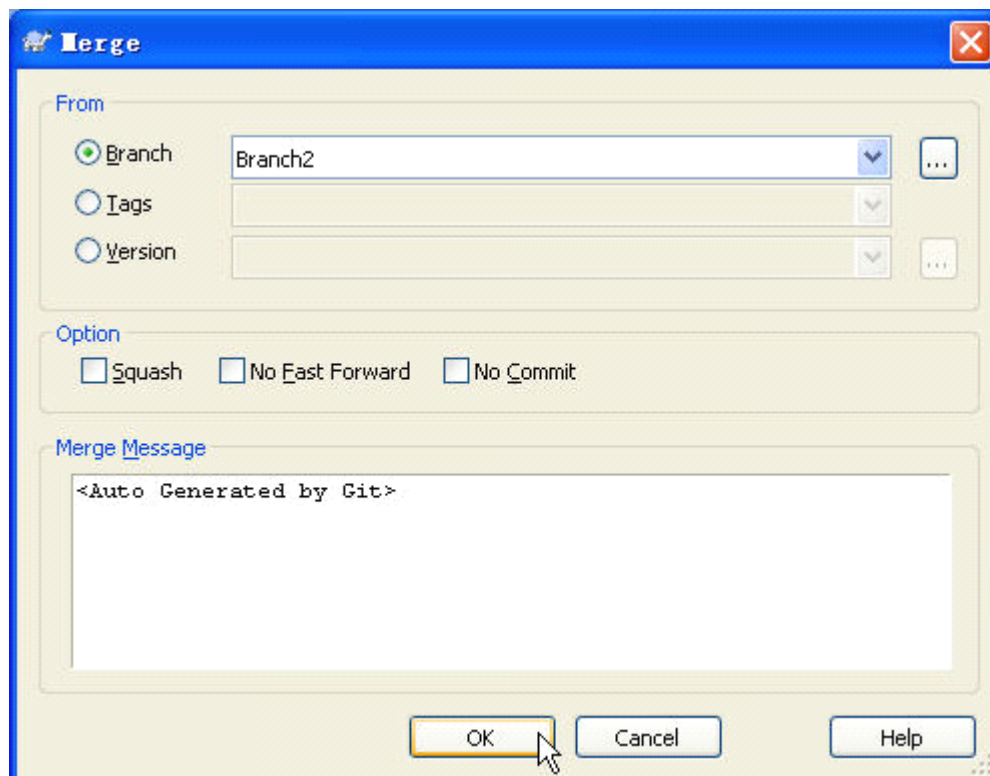 Merge
From
Branch Branch2 ...
Tags
Version ...
Option
Squash No Fast Forward No Commit
Merge Message
<Auto Generated by Git>
OK Cancel Help